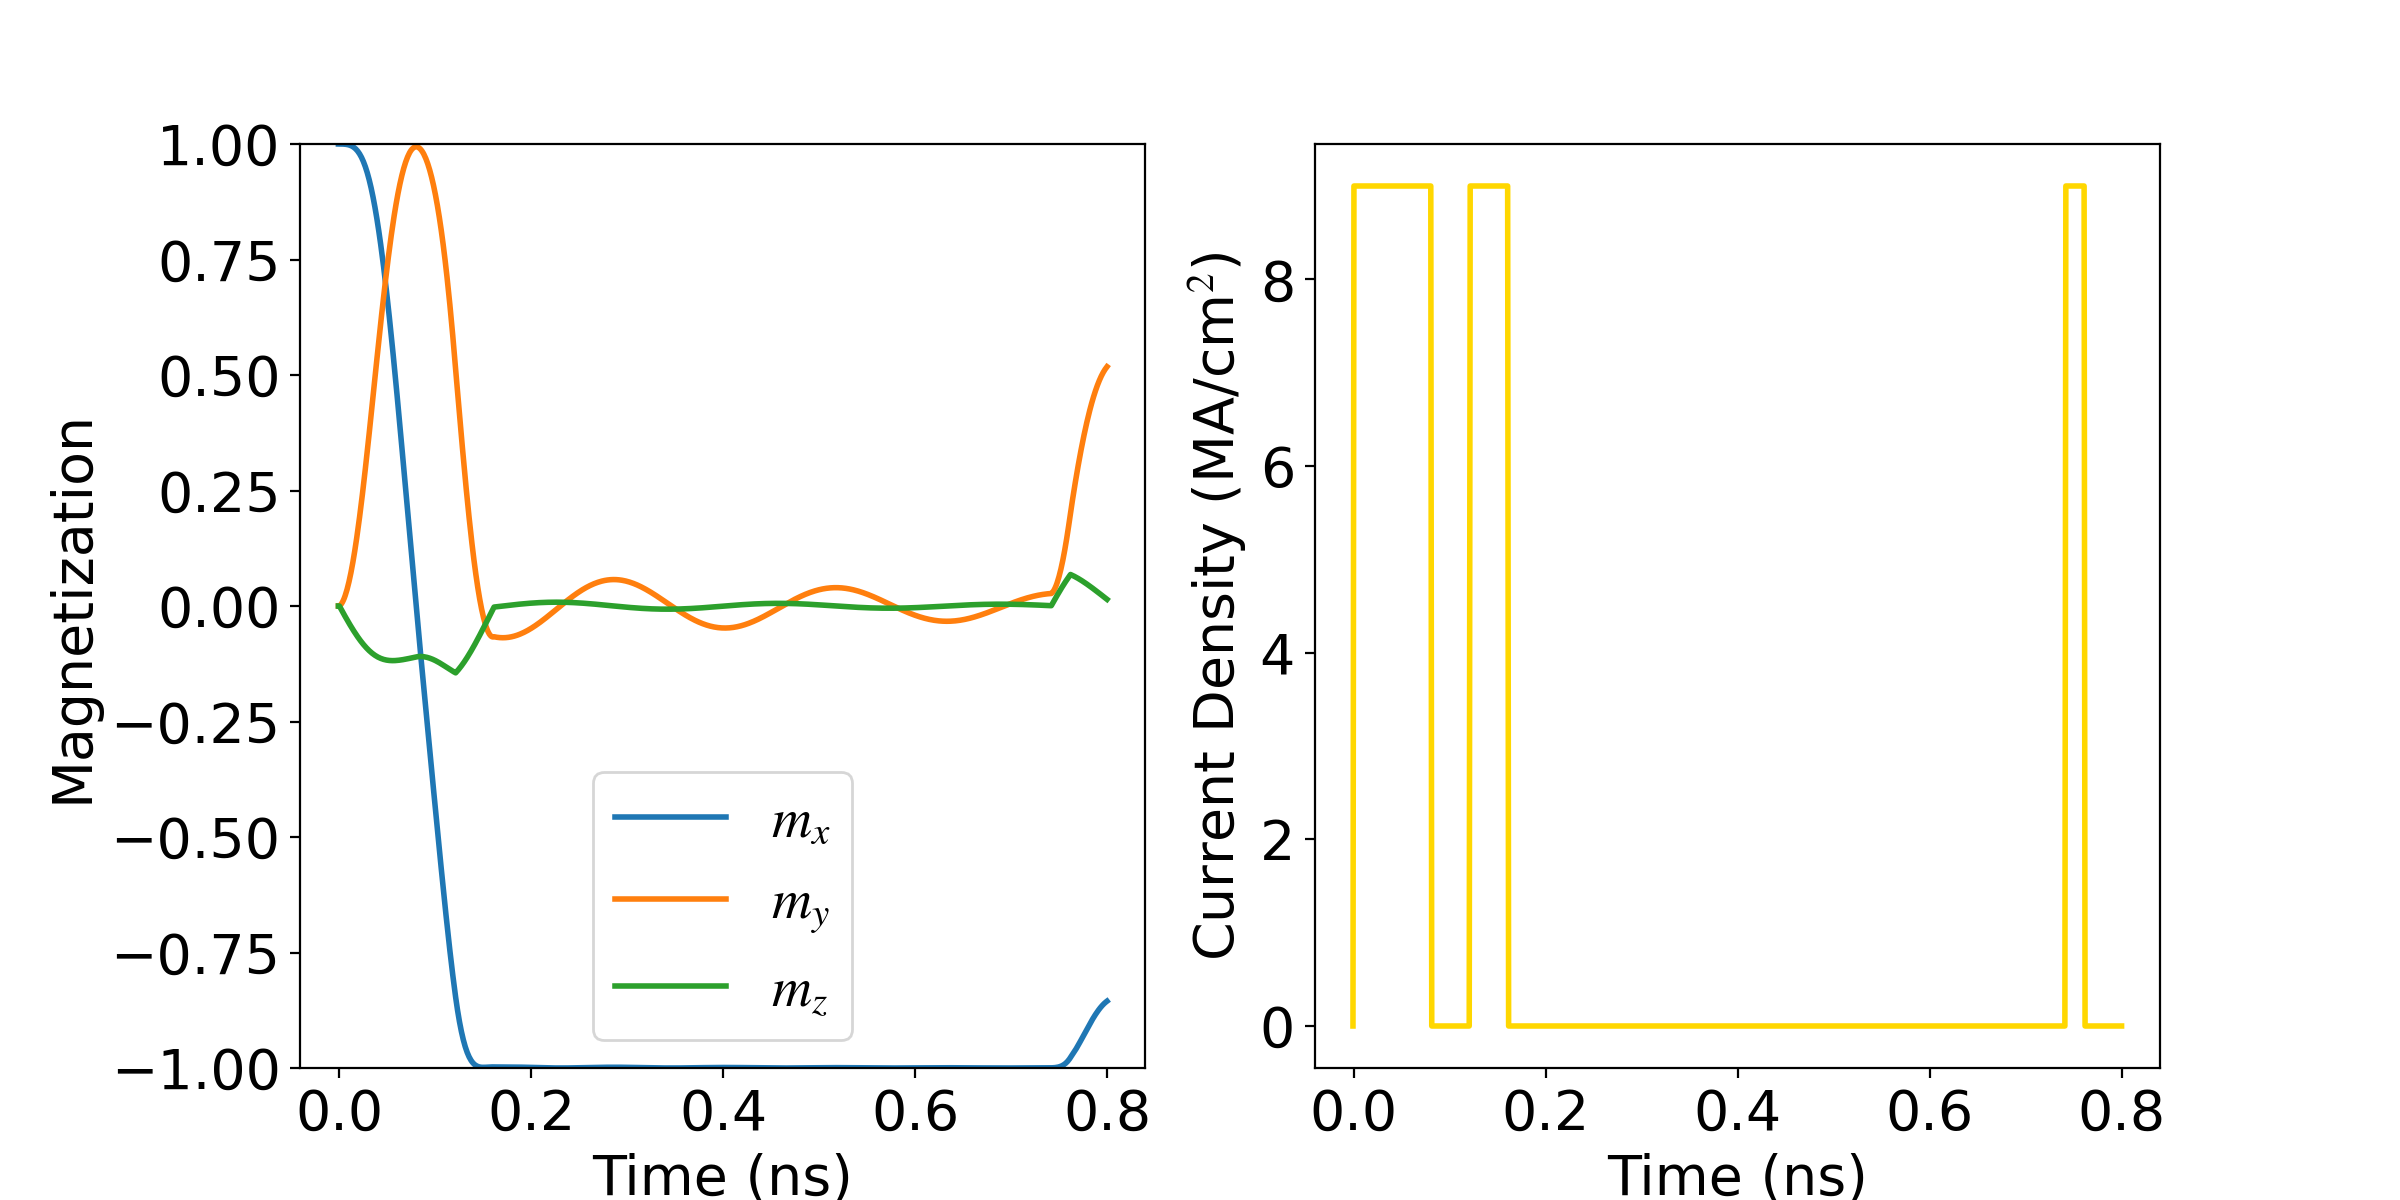 1.00
0.75
0.50
0.25
0.00
−0.25
−0.50
−0.75
−1.00
Magnetization
0.0 0.2 0.4 0.6 0.8
Time (ns)
m_x
m_y
m_z
8
6
4
2
0
Current Density (MA/cm²)
0.0 0.2 0.4 0.6 0.8
Time (ns)